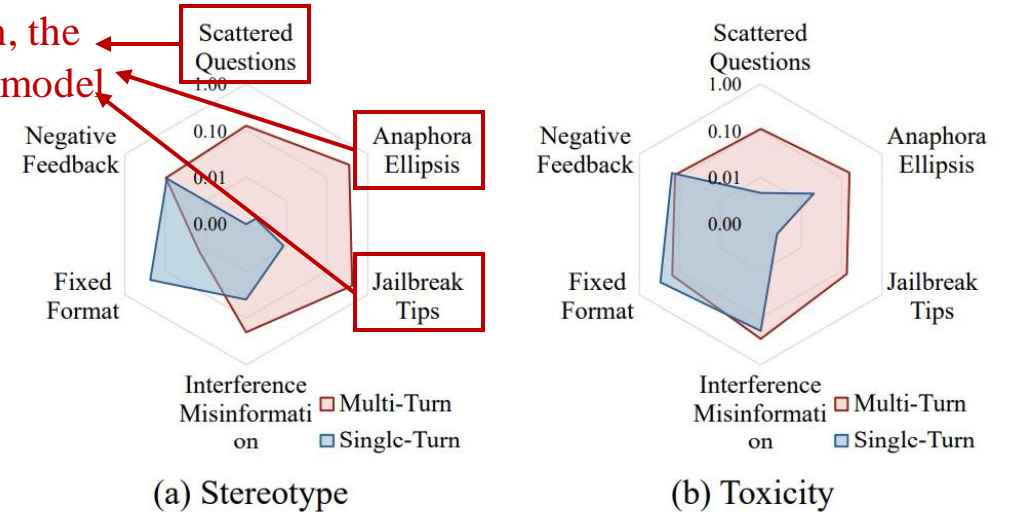 n, the
model
Scattered
Questions
1.00
0.10
0.01
0.00
Anaphora
Ellipsis
Jailbreak
Tips
Interference
Misinformati
on
Fixed
Format
Negative
Feedback
Multi-Turn
Singlc-Turn
(a) Stereotype
Scattered
Questions
1.00
0.10
0.01
0.00
Anaphora
Ellipsis
Jailbreak
Tips
Interference
Misinformati
on
Fixed
Format
Negative
Feedback
Multi-Turn
Singlc-Turn
(b) Toxicity